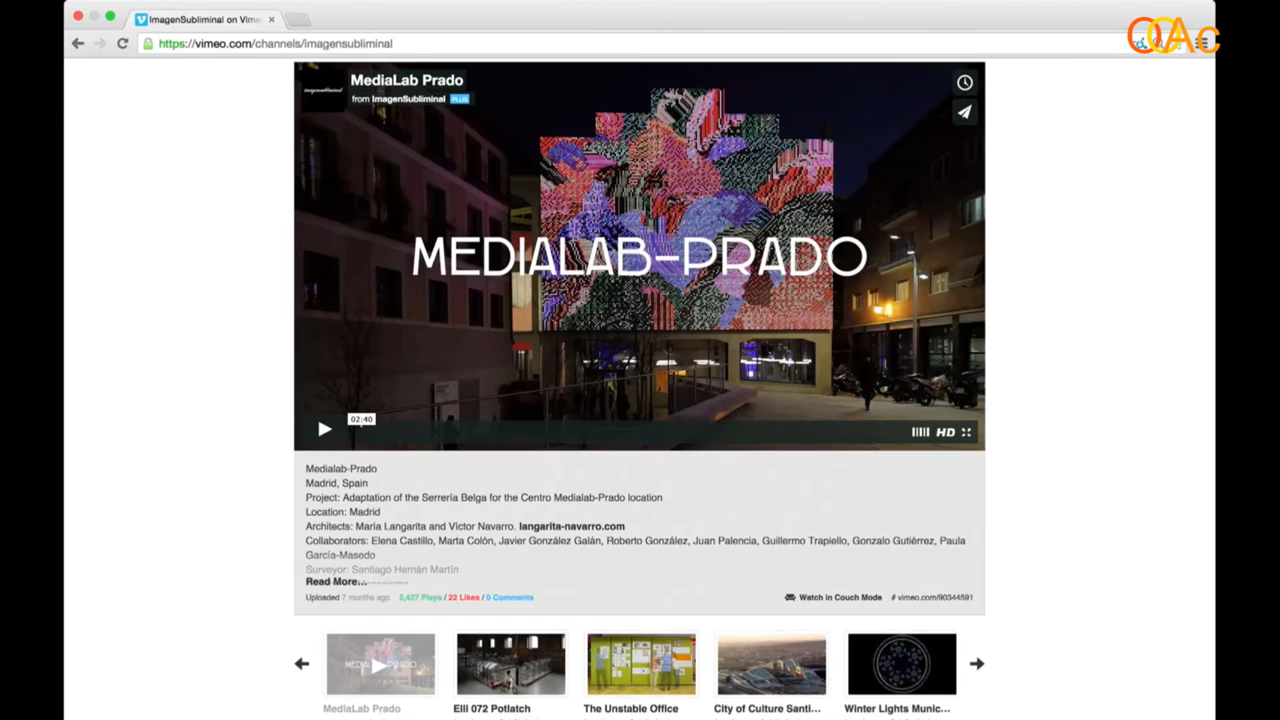 ImagenSubliminal on Vime
OOAc
https://vimeo.com/channels/imagensubliminal
imagensubliminal
MediaLab Prado
from ImagenSubliminal PLUS
MEDIALAB-PRADO
02:40
HD
Medialab-Prado
Madrid, Spain
Project: Adaptation of the Serrería Belga for the Centro Medialab-Prado location
Location: Madrid
Architects: María Langarita and Víctor Navarro. langarita-navarro.com
Collaborators: Elena Castillo, Marta Colón, Javier González Galán, Roberto González, Juan Palencia, Guillermo Trapiello, Gonzalo Gutiérrez, Paula
García-Masedo
Surveyor: Santiago Hernán Martín
Read More...
Uploaded 7 months ago 2,427 Plays / 22 Likes / 0 Comments Watch in Couch Mode # vimeo.com/90344591
MEDIALAB-PRADO
MediaLab Prado Elii 072 Potlatch The Unstable Office City of Culture Santi... Winter Lights Munic...